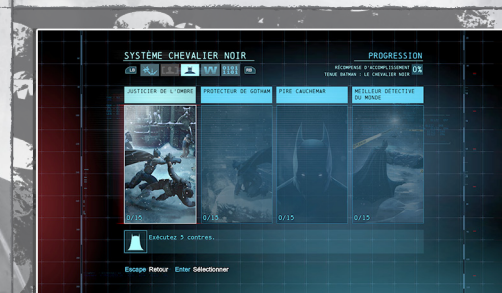 SYSTÈME CHEVALIER NOIR
PROGRESSION
LB
RB
RÉCOMPENSE D'ACCOMPLISSEMENT
TENUE BATMAN : LE CHEVALIER NOIR
0%
JUSTICIER DE L'OMBRE
PROTECTEUR DE GOTHAM
PIRE CAUCHEMAR
MEILLEUR DÉTECTIVE
DU MONDE
0/15
0/15
0/15
0/15
Exécutez 5 contres.
Escape Retour Enter Sélectionner